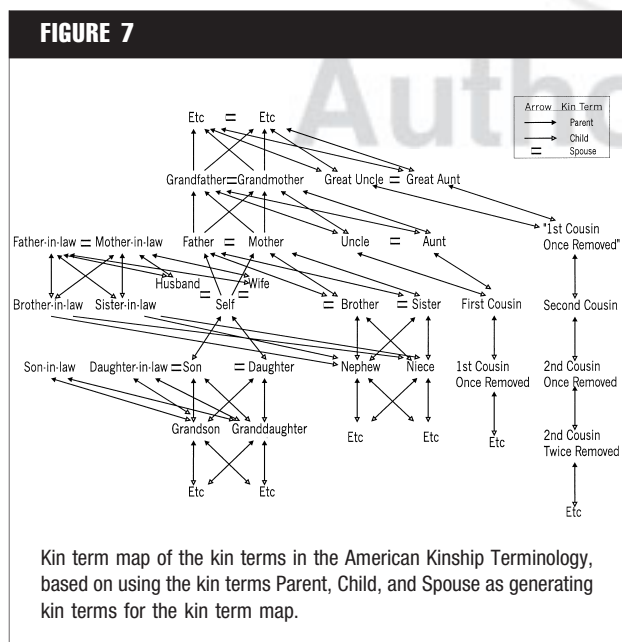 FIGURE 7
Autho
Arrow Kin Term
Parent
Child
= Spouse
Etc = Etc
Grandfather=Grandmother Great Uncle = Great Aunt
"1st Cousin
Once Removed"
Father-in-law = Mother-in-law Father = Mother Uncle = Aunt
Husband = Wife =
Brother-in-law Sister-in-law Self = Brother = Sister First Cousin Second Cousin
Son-in-law Daughter-in-law =Son = Daughter Nephew Niece 1st Cousin
Once Removed
2nd Cousin
Once Removed
Grandson Granddaughter Etc Etc Etc
2nd Cousin
Twice Removed
Etc Etc Etc
Kin term map of the kin terms in the American Kinship Terminology,
based on using the kin terms Parent, Child, and Spouse as generating
kin terms for the kin term map.